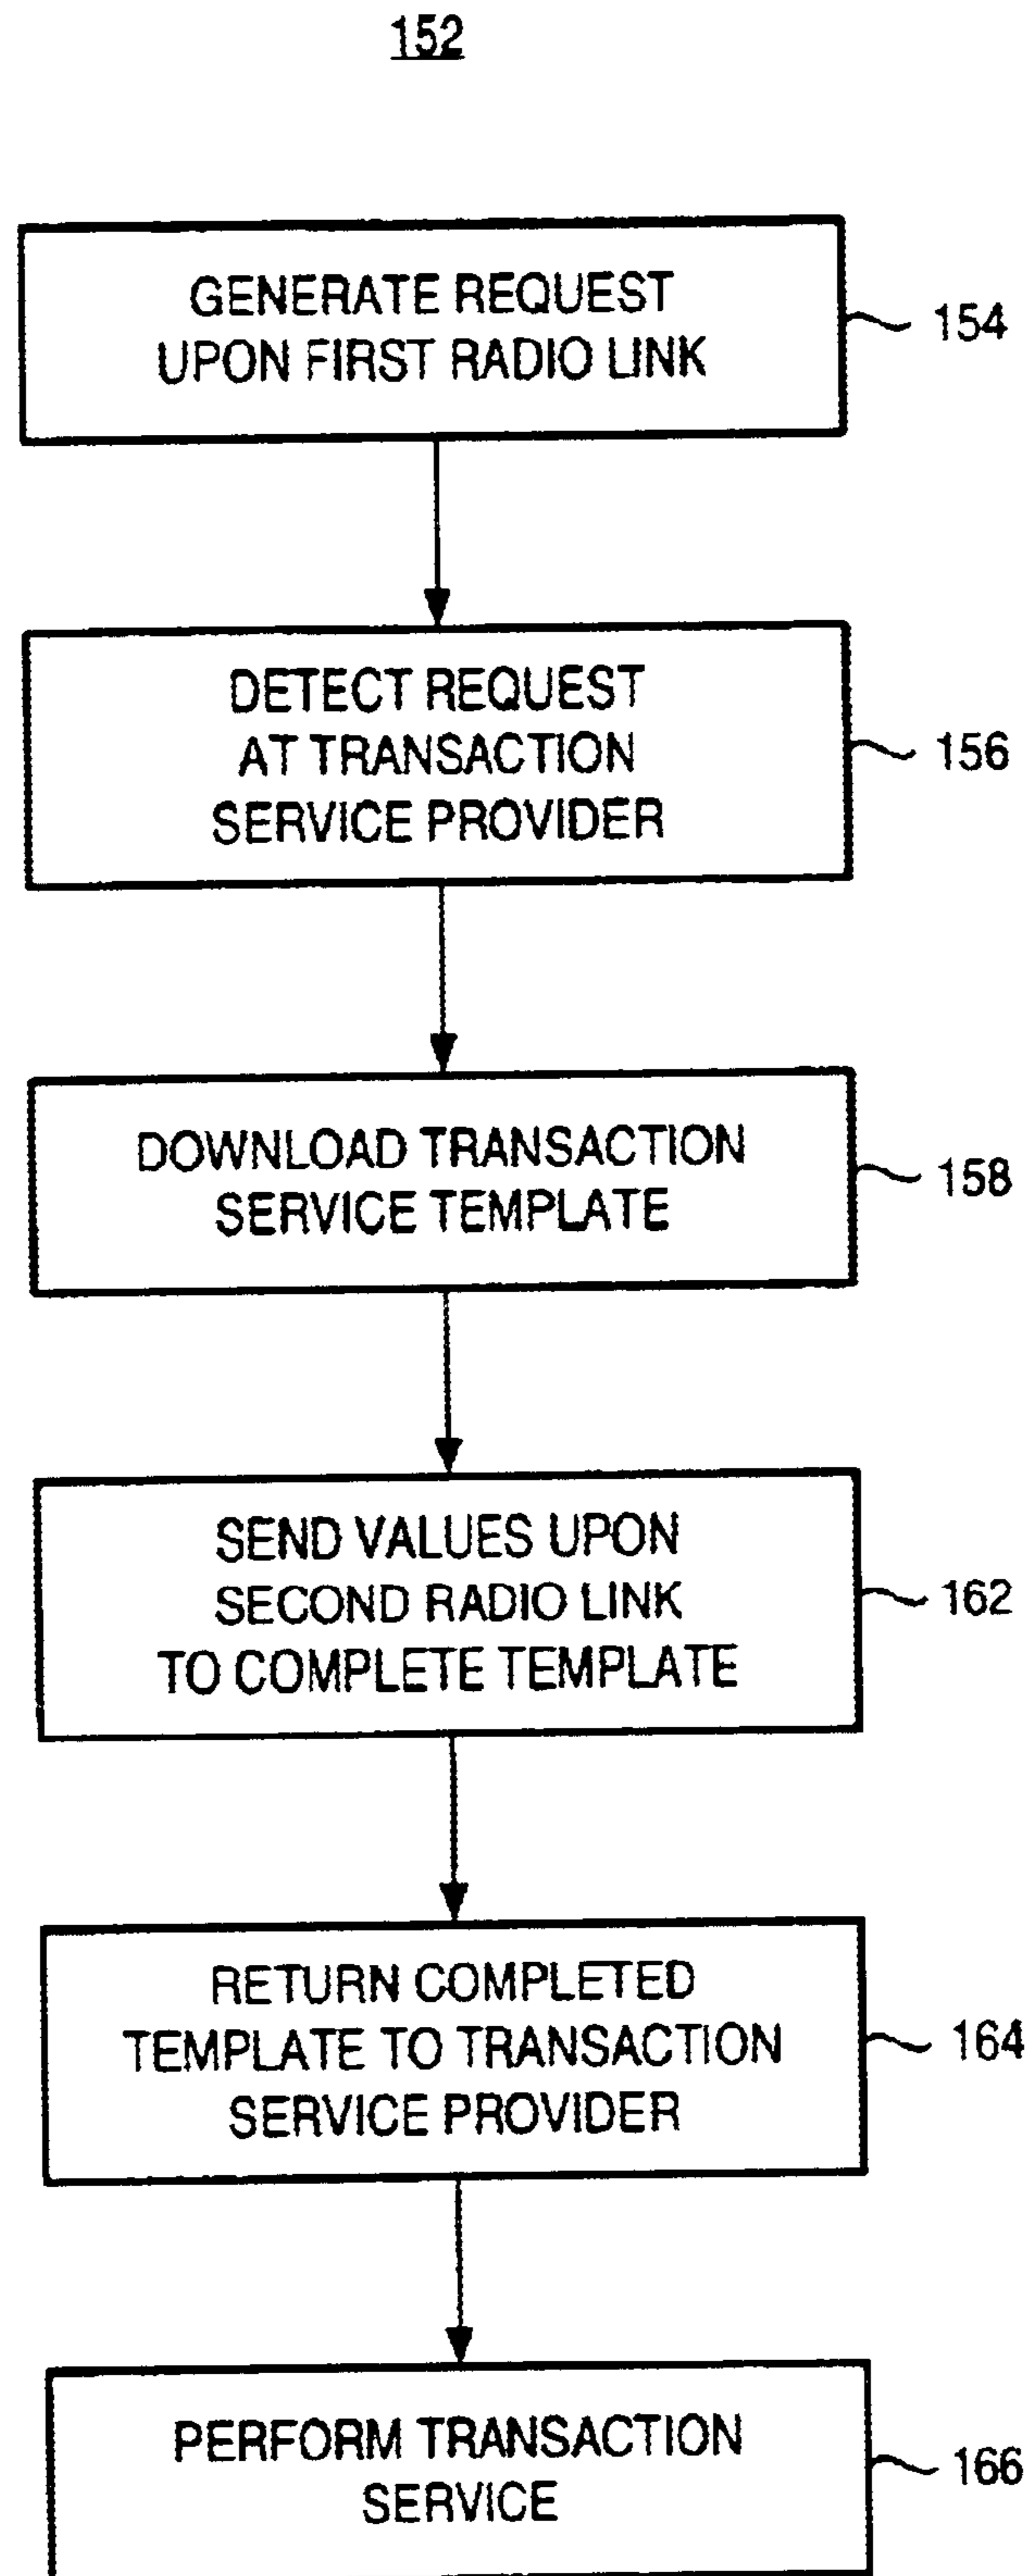 152
GENERATE REQUEST
UPON FIRST RADIO LINK
154
DETECT REQUEST
AT TRANSACTION
SERVICE PROVIDER
156
DOWNLOAD TRANSACTION
SERVICE TEMPLATE
158
SEND VALUES UPON
SECOND RADIO LINK
TO COMPLETE TEMPLATE
162
RETURN COMPLETED
TEMPLATE TO TRANSACTION
SERVICE PROVIDER
164
PERFORM TRANSACTION
SERVICE
166